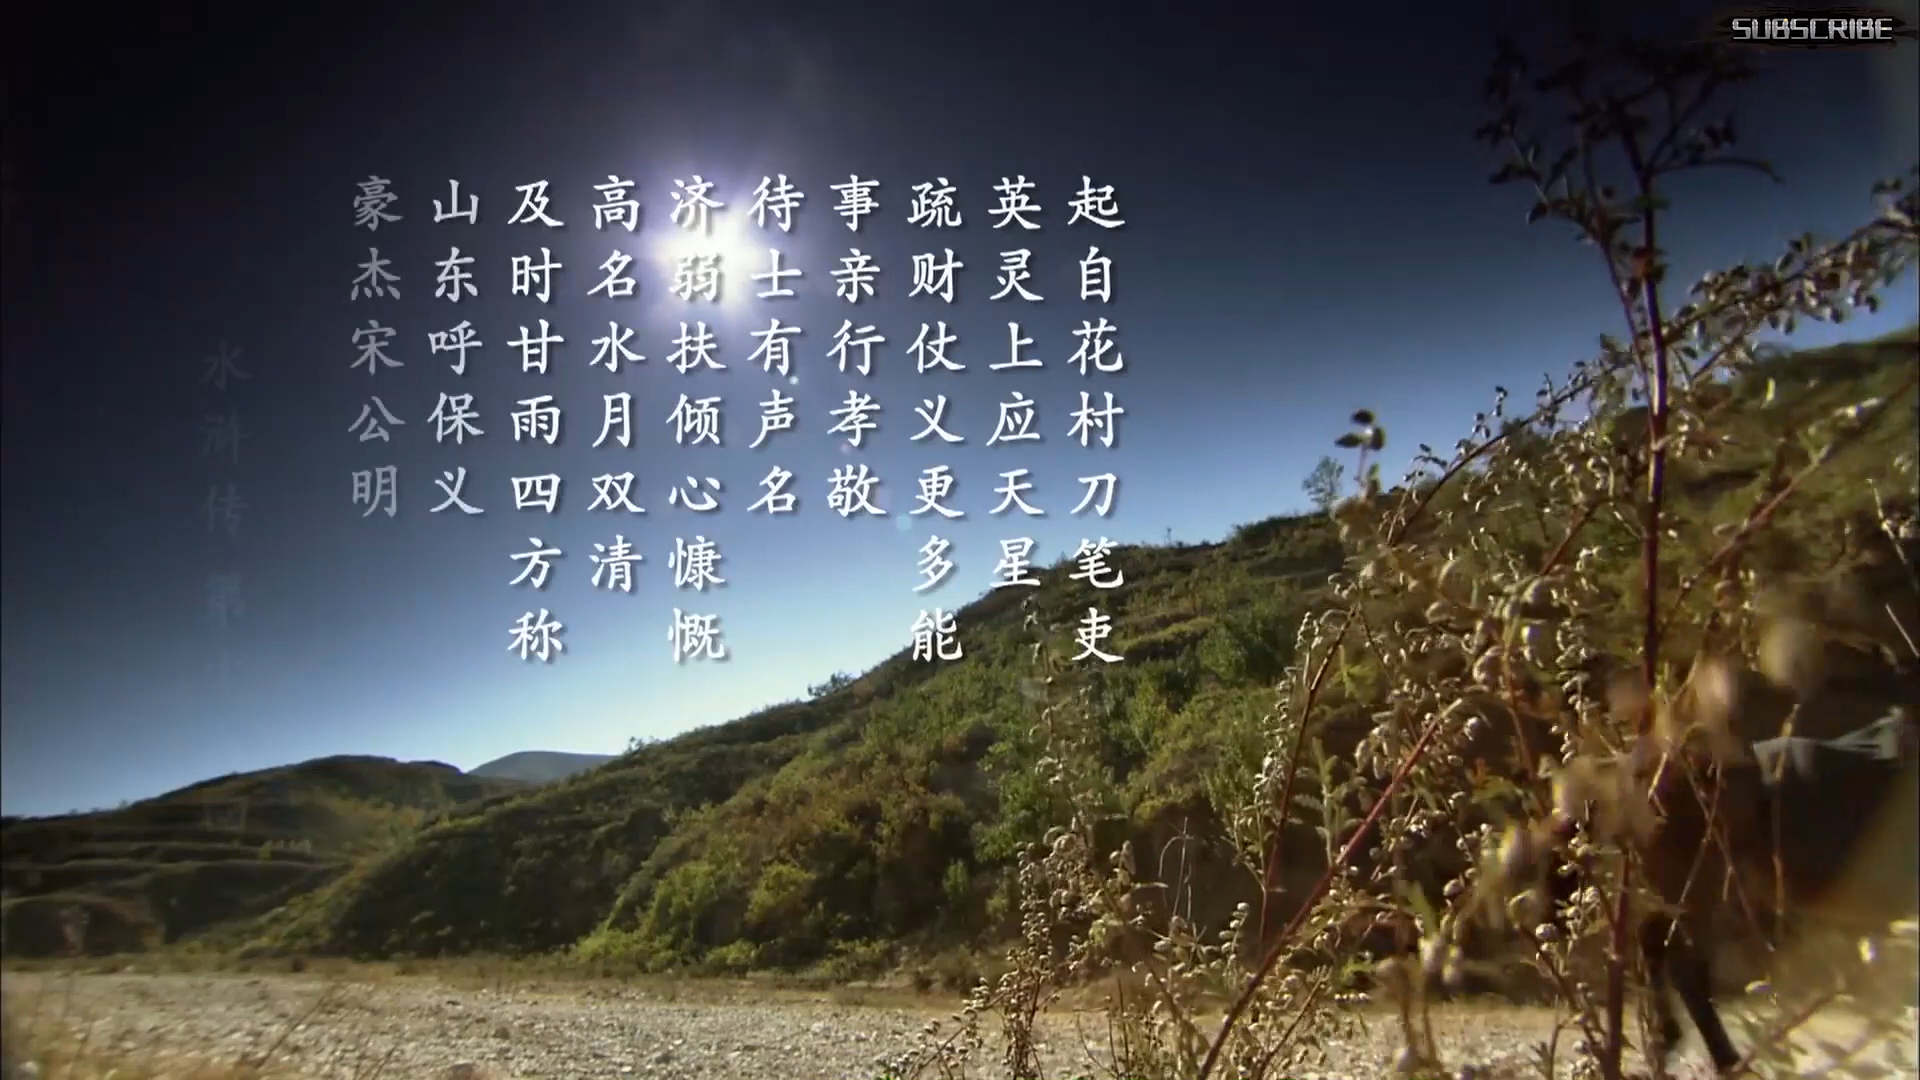 起自花村刀笔吏
英灵上应天星
疏财仗义更多能
事亲行孝敬
待士有声名
济弱扶倾心慷慨
高名水月双清
及时甘雨四方称
山东呼保义
豪杰宋公明
水浒传 第
SUBSCRIBE